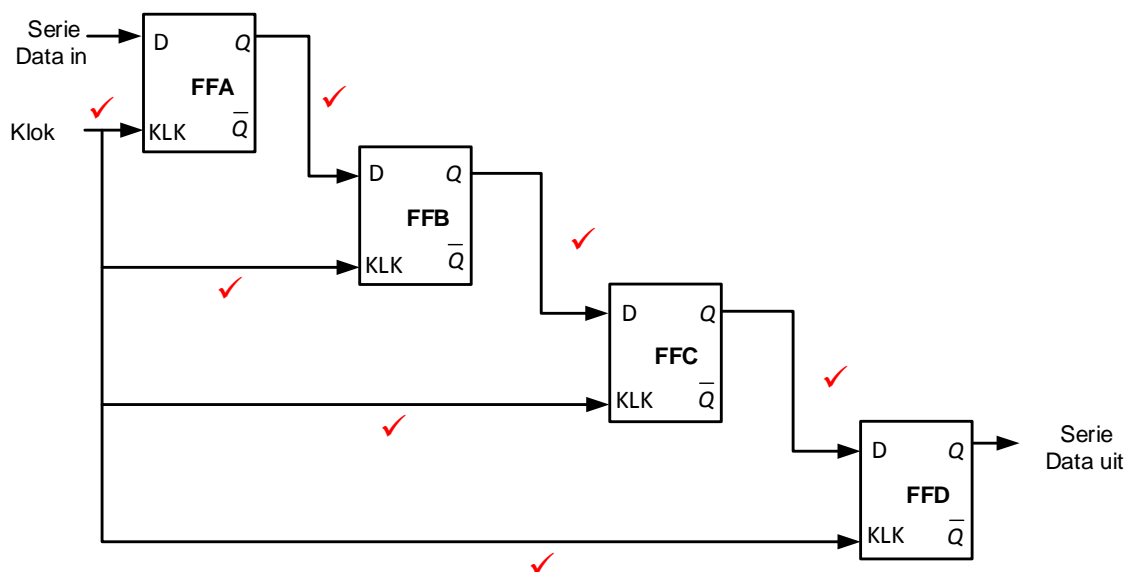 Serie
Data in
D Q
FFA
Klok
KLK Q̅
D Q
FFB
KLK Q̅
D Q
FFC
KLK Q̅
D Q
FFD
KLK Q̅
Serie
Data uit